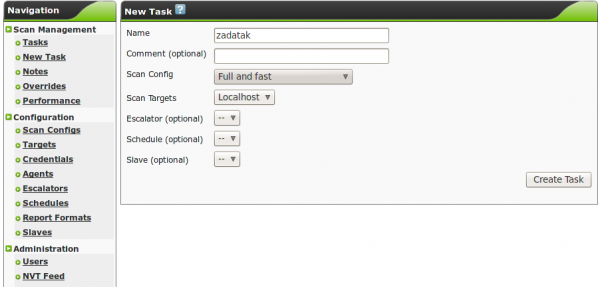 Navigation
Scan Management
Tasks
New Task
Notes
Overrides
Performance
Configuration
Scan Configs
Targets
Credentials
Agents
Escalators
Schedules
Report Formats
Slaves
Administration
Users
NVT Feed
New Task ?
Name zadatak
Comment (optional)
Scan Config Full and fast
Scan Targets Localhost
Escalator (optional) --
Schedule (optional) --
Slave (optional) --
Create Task